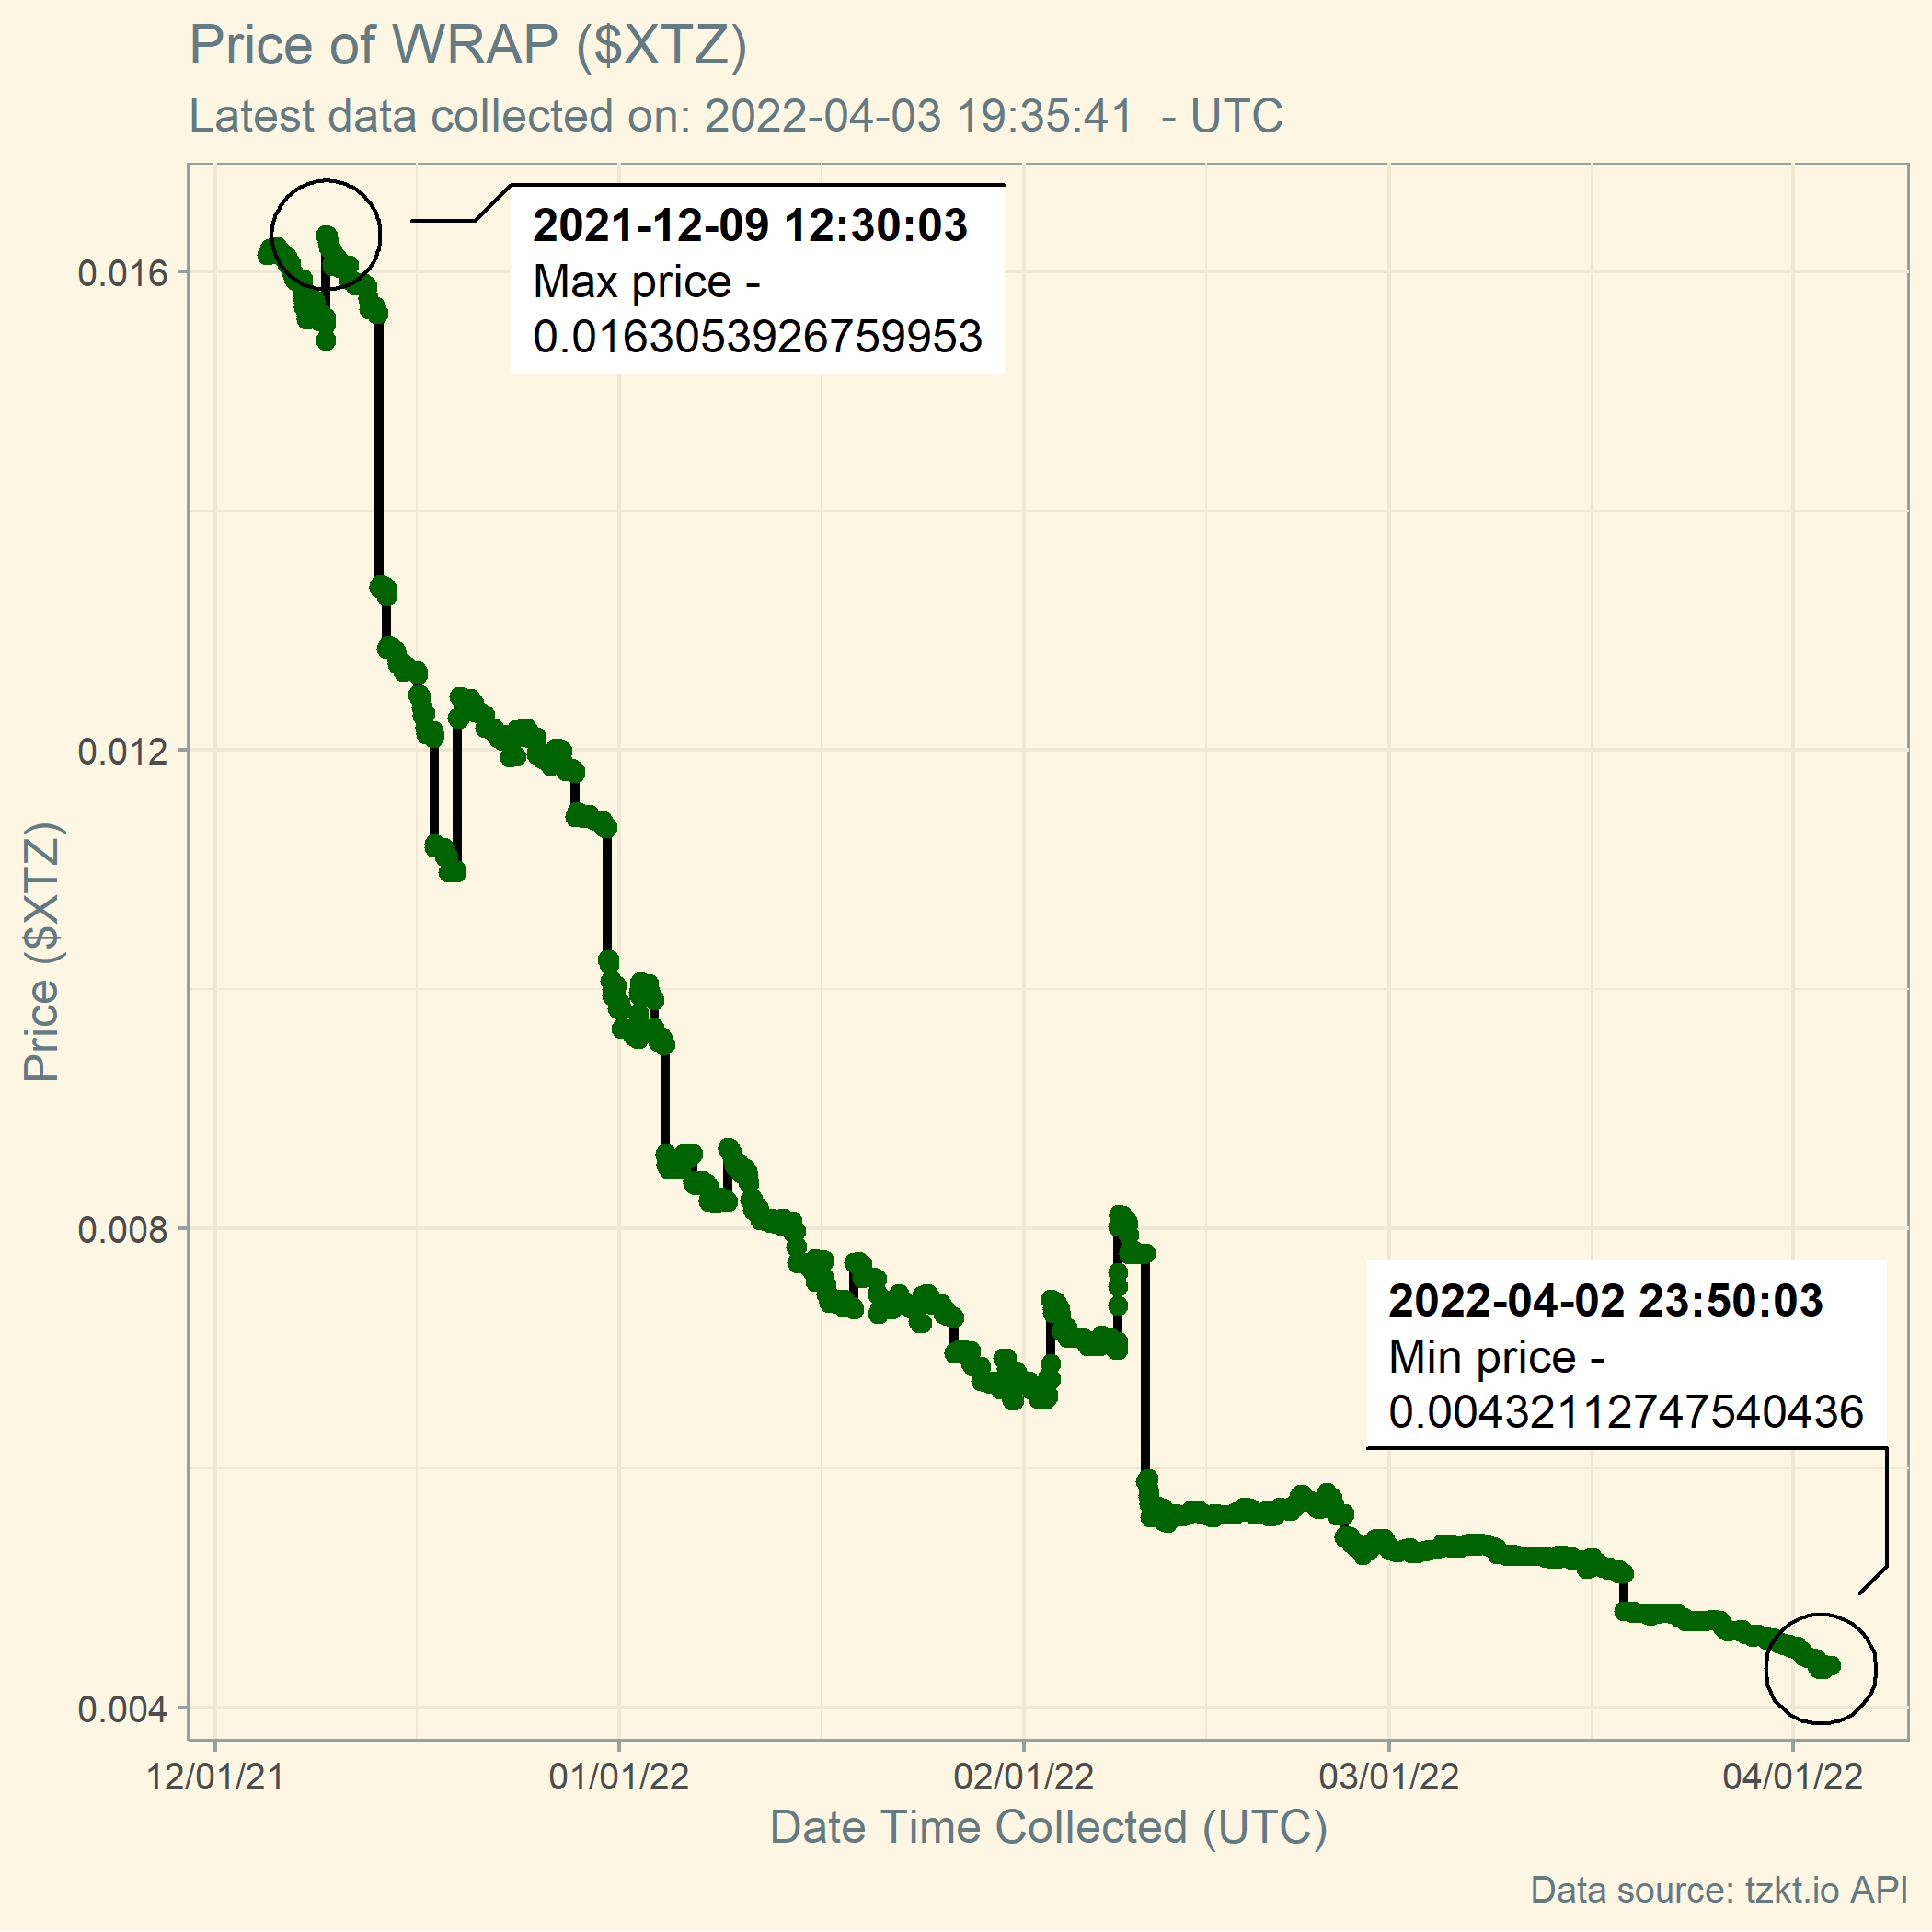 Price of WRAP ($XTZ)
Latest data collected on: 2022-04-03 19:35:41  - UTC
2021-12-09 12:30:03
Max price -
0.0163053926759953
0.016
0.012
0.008
0.004
Price ($XTZ)
2022-04-02 23:50:03
Min price -
0.00432112747540436
12/01/21
01/01/22
02/01/22
03/01/22
04/01/22
Date Time Collected (UTC)
Data source: tzkt.io API